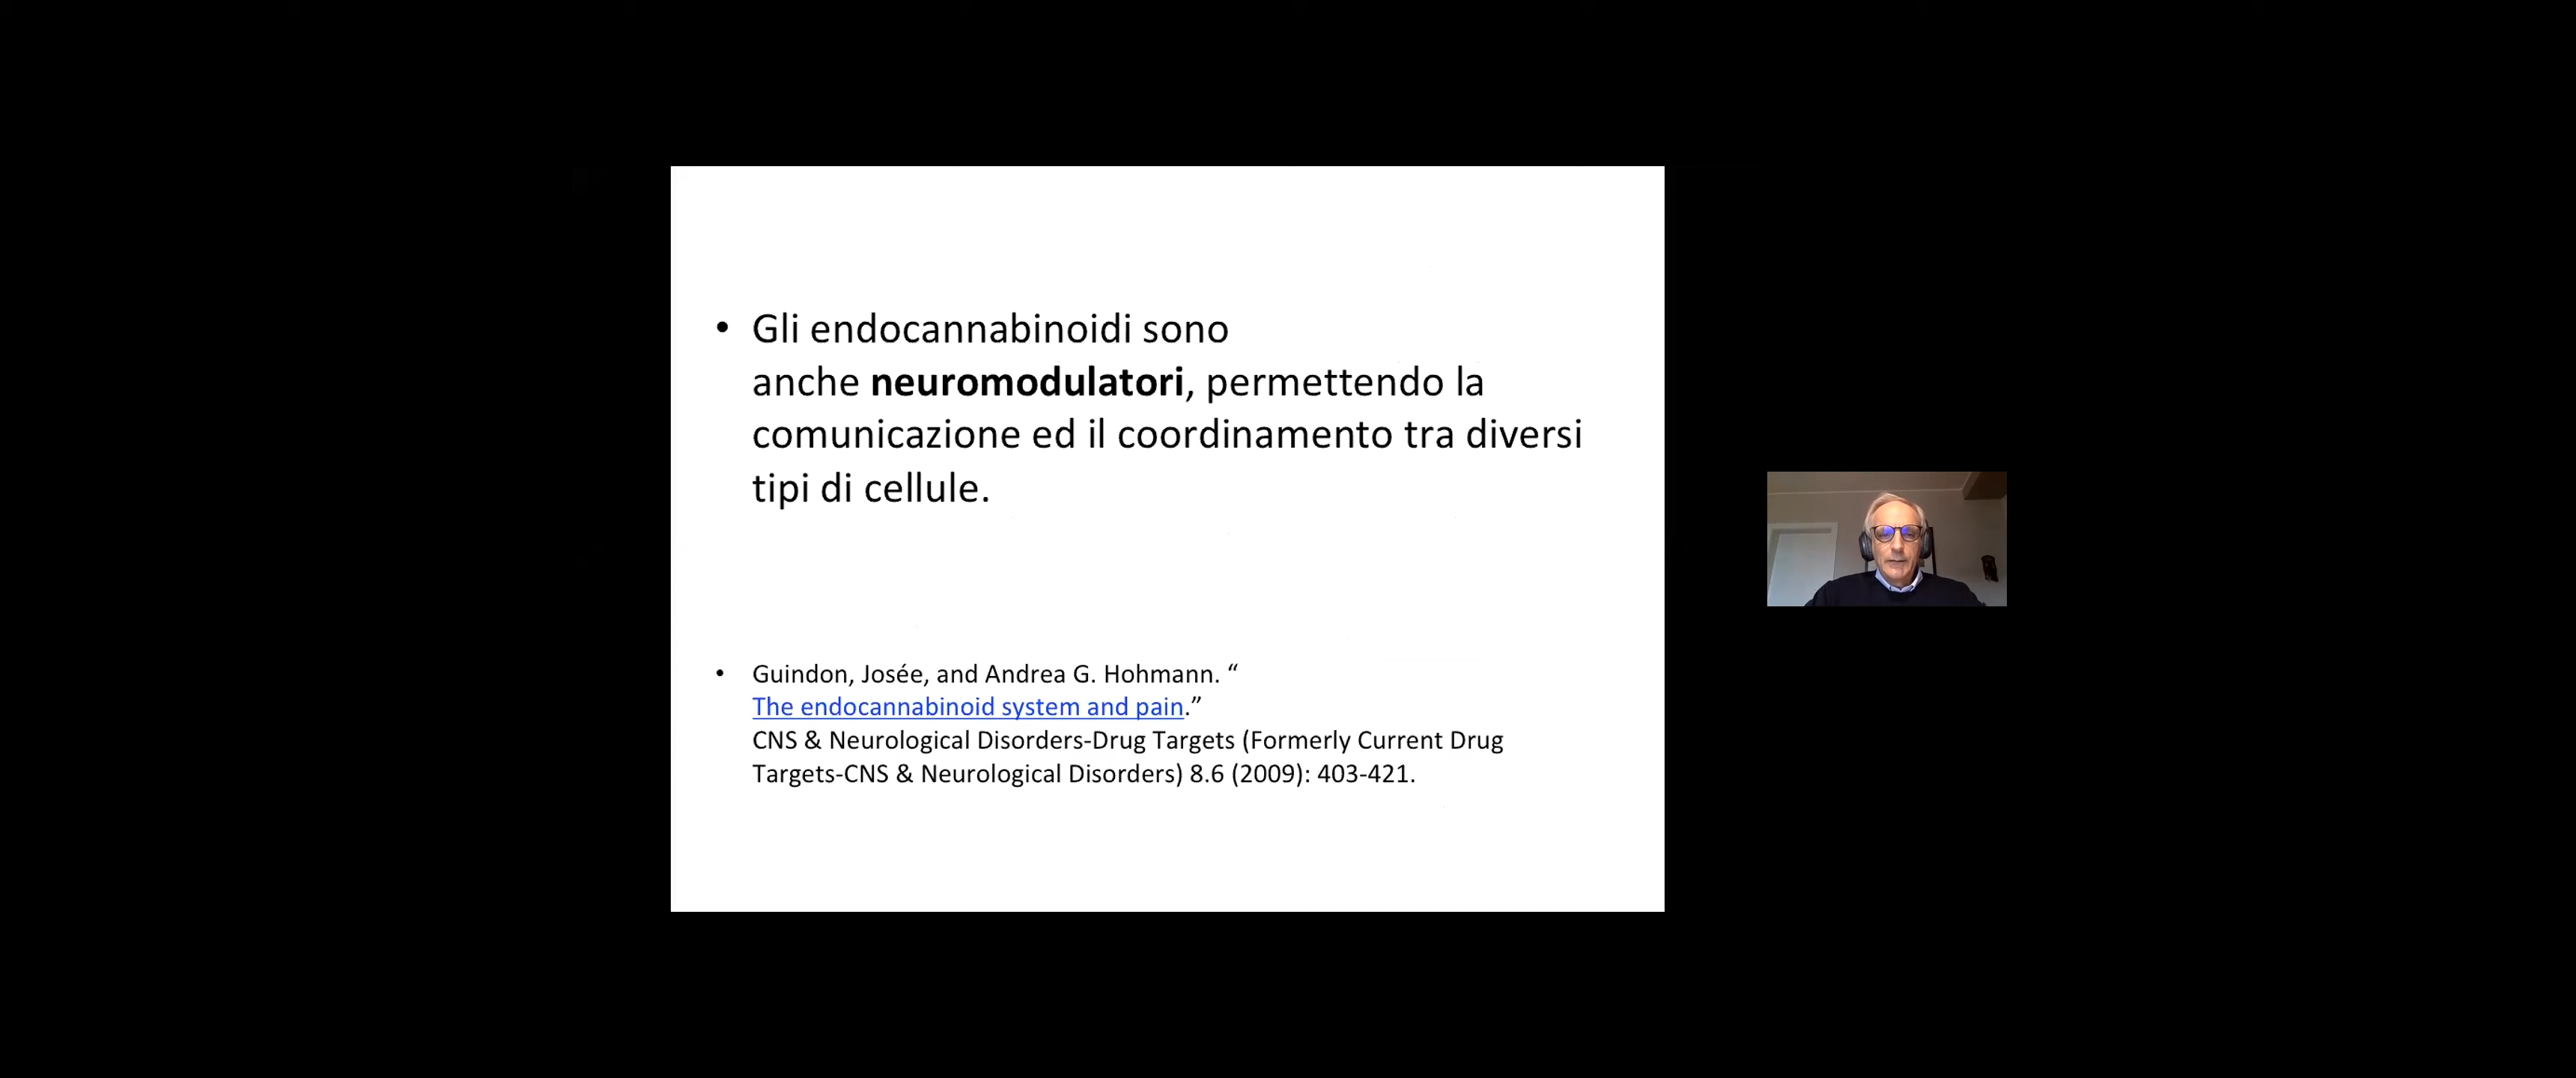 • Gli endocannabinoidi sono
anche neuromodulatori, permettendo la
comunicazione ed il coordinamento tra diversi
tipi di cellule.
• Guindon, Josée, and Andrea G. Hohmann. “
The endocannabinoid system and pain.”
CNS & Neurological Disorders-Drug Targets (Formerly Current Drug
Targets-CNS & Neurological Disorders) 8.6 (2009): 403-421.